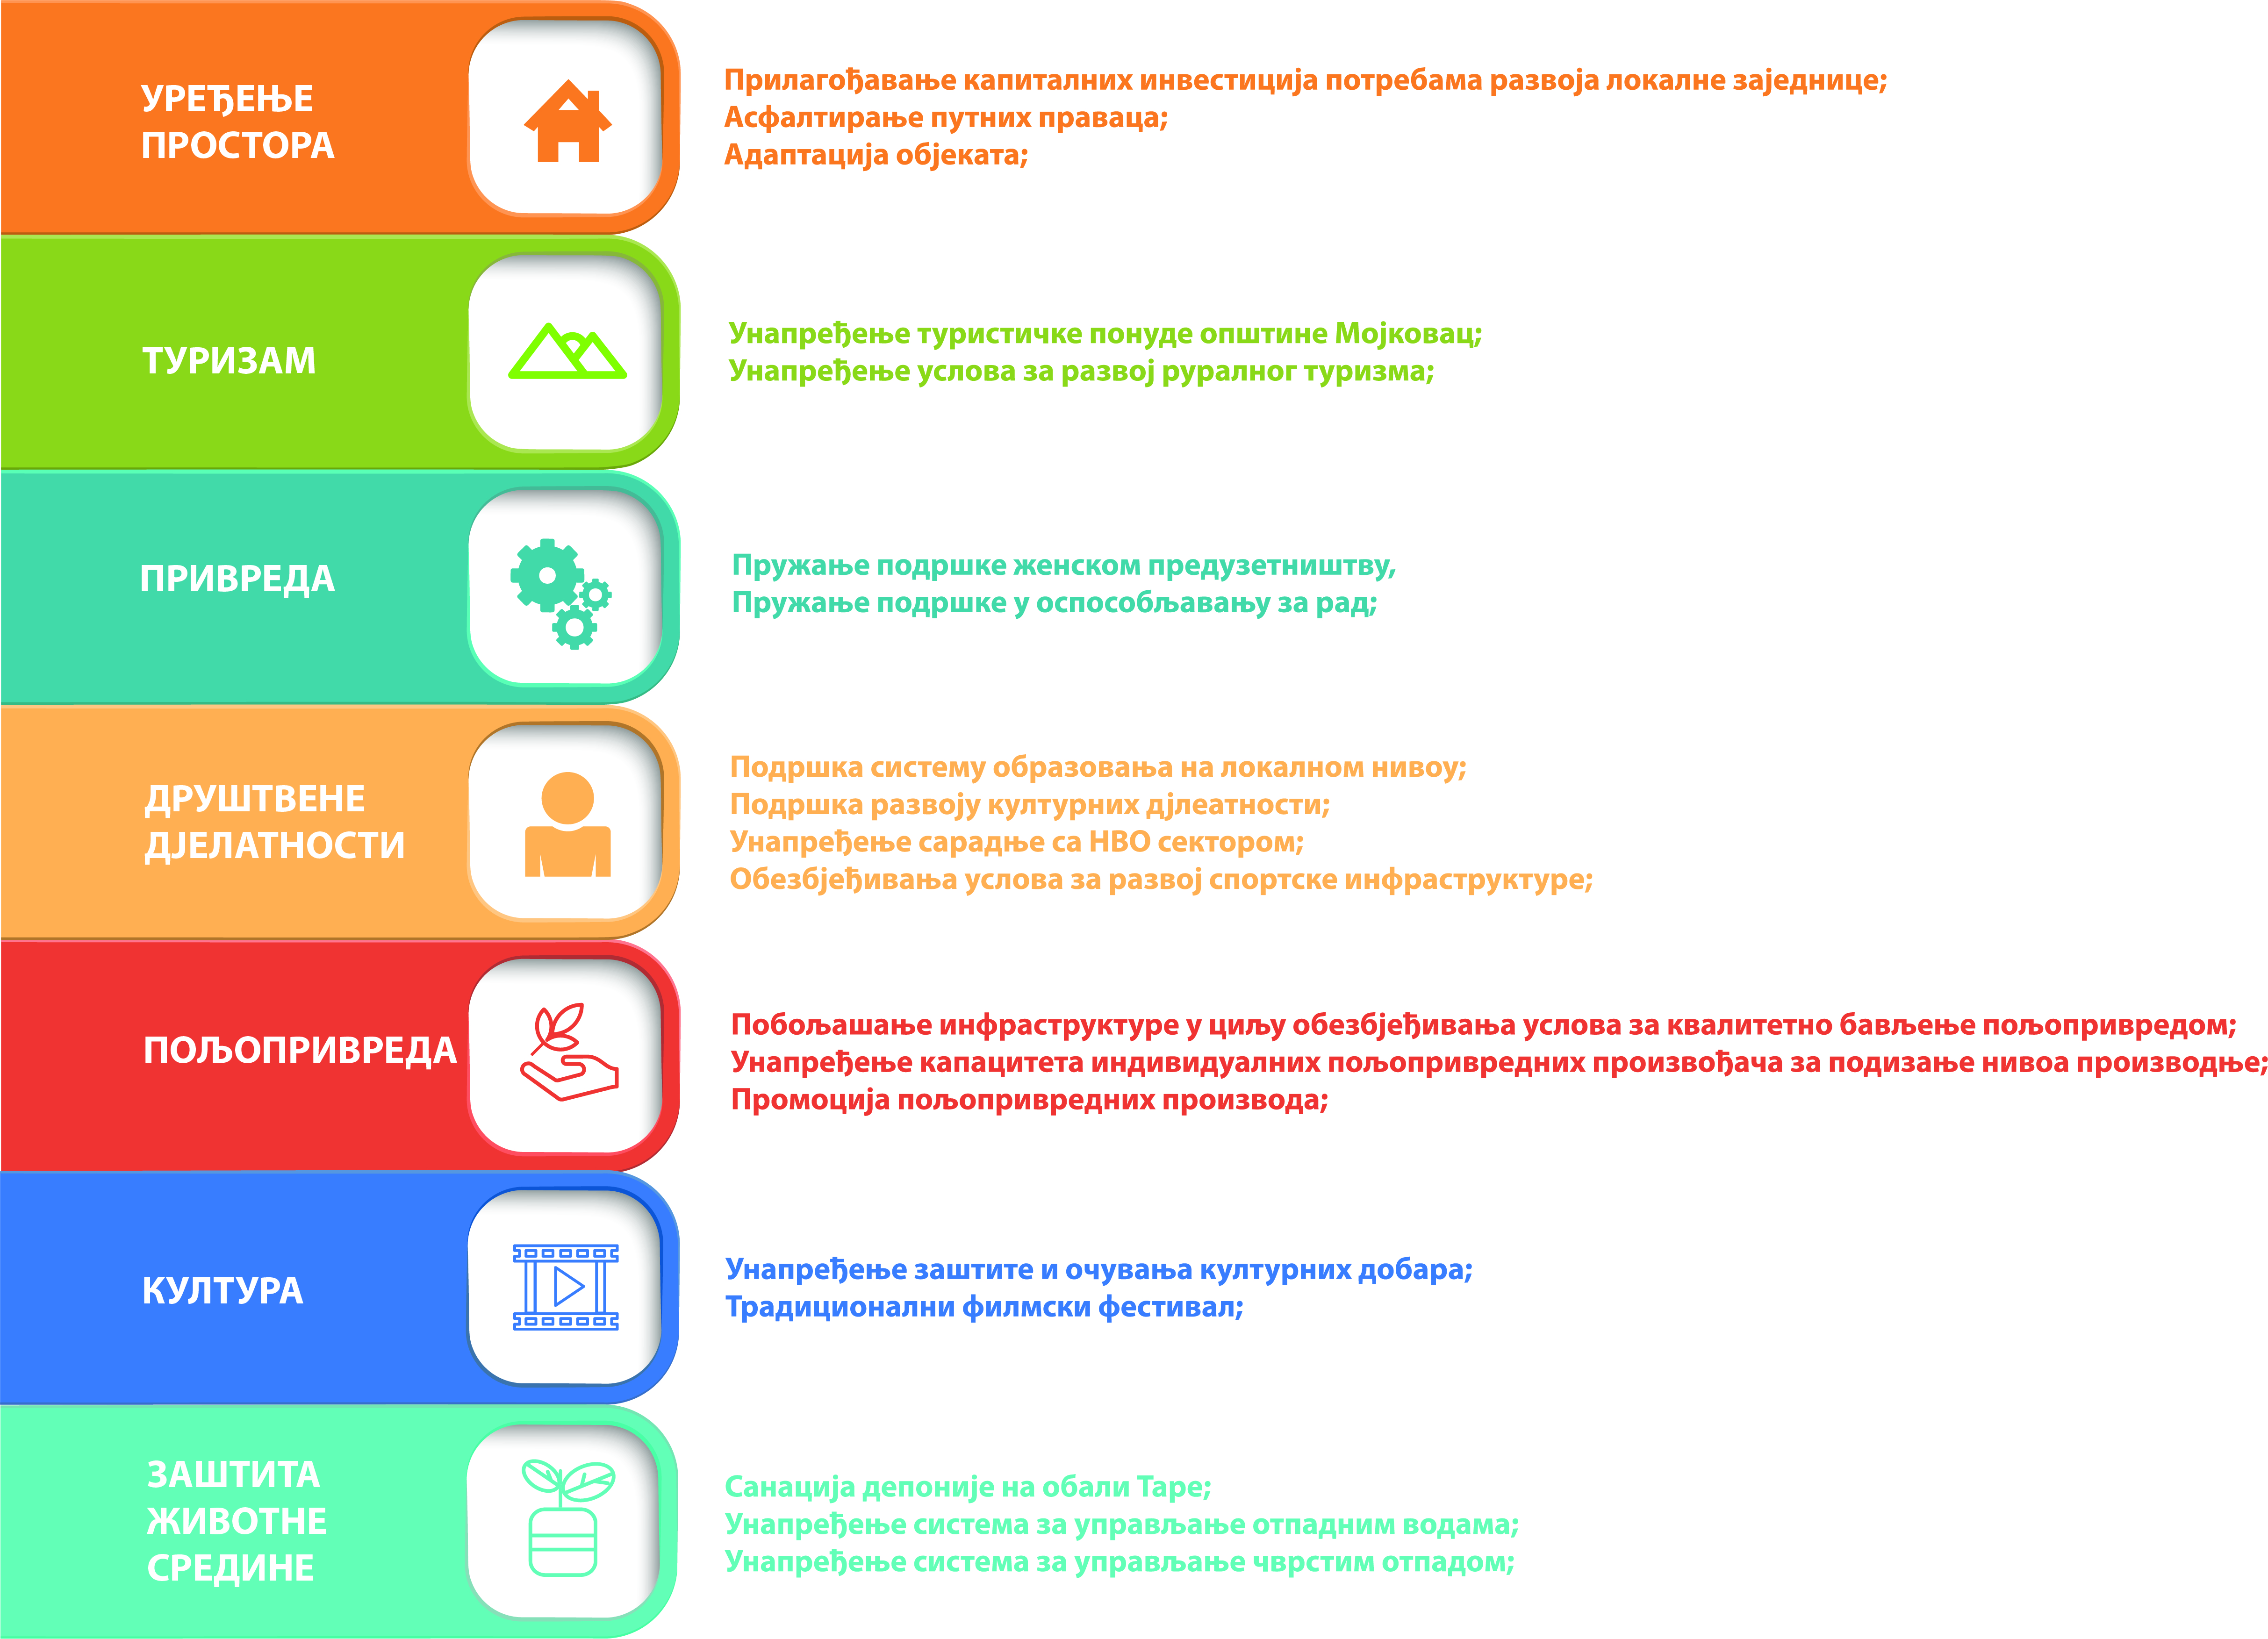 УРЕЂЕЊЕ
ПРОСТОРА
Прилагођавање капиталних инвестиција потребама развоја локалне заједнице;
Асфалтирање путних праваца;
Адаптација објеката;
ТУРИЗАМ
Унапређење туристичке понуде општине Мојковац;
Унапређење услова за развој руралног туризма;
ПРИВРЕДА
Пружање подршке женском предузетништву,
Пружање подршке у оспособљавању за рад;
ДРУШТВЕНЕ
ДЈЕЛАТНОСТИ
Подршка систему образовања на локалном нивоу;
Подршка развоју културних дјлеатности;
Унапређење сарадње са НВО сектором;
Обезбјеђивања услова за развој спортске инфраструктуре;
ПОЉОПРИВРЕДА
Побољашање инфраструктуре у циљу обезбјеђивања услова за квалитетно бављење пољопривредом;
Унапређење капацитета индивидуалних пољопривредних произвођача за подизање нивоа производње;
Промоција пољопривредних производа;
КУЛТУРА
Унапређење заштите и очувања културних добара;
Традиционални филмски фестивал;
ЗАШТИТА
ЖИВОТНЕ
СРЕДИНЕ
Санација депоније на обали Таре;
Унапређење система за управљање отпадним водама;
Унапређење система за управљање чврстим отпадом;